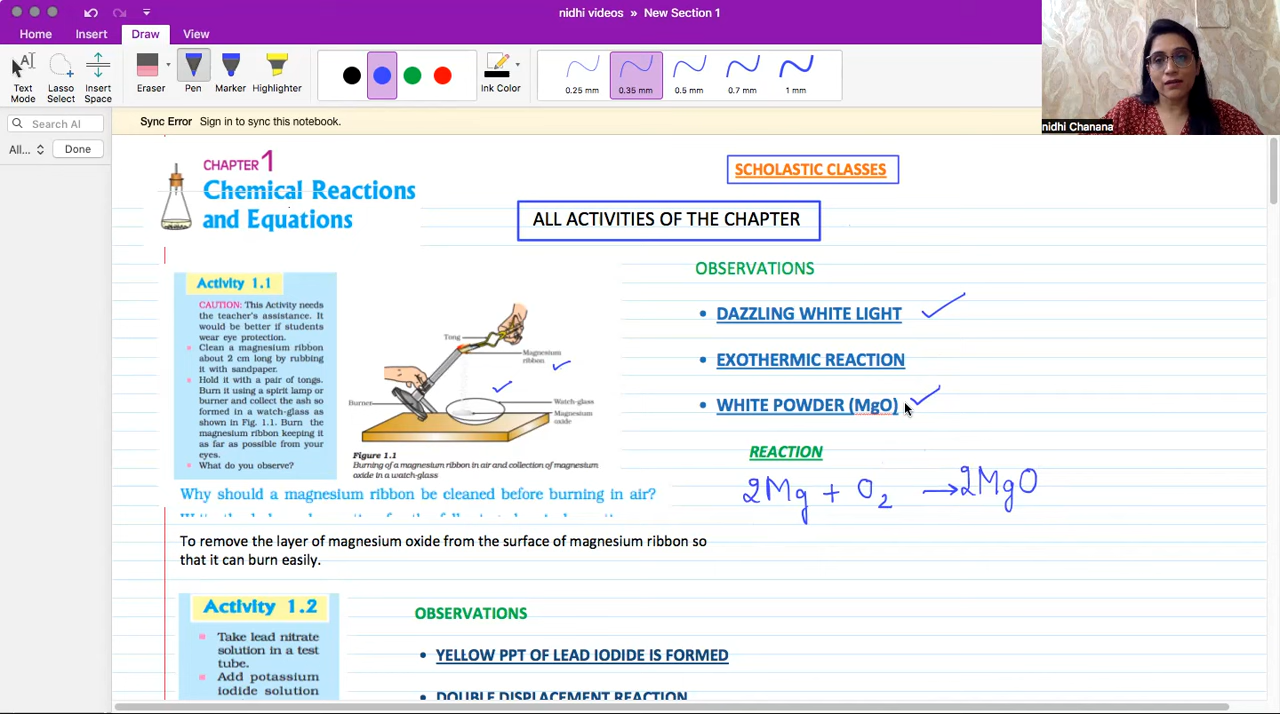 nidhi videos » New Section 1
Home Insert Draw View
Text Mode
Lasso Select
Insert Space
Eraser
Pen
Marker
Highlighter
Ink Color
0.25 mm
0.35 mm
0.5 mm
0.7 mm
1 mm
nidhi Chanana
Search Al
Sync Error Sign in to sync this notebook.
All...
Done
CHAPTER 1
Chemical Reactions
and Equations
SCHOLASTIC CLASSES
ALL ACTIVITIES OF THE CHAPTER
Activity 1.1
CAUTION: This Activity needs
the teacher's assistance. It
would be better if students
wear eye protection.
Clean a magnesium ribbon
about 2 cm long by rubbing
it with sandpaper.
Hold it with a pair of tongs.
Burn it using a spirit lamp or
burner and collect the ash so
formed in a watch-glass as
shown in Fig. 1.1. Burn the
magnesium ribbon keeping it
as far as possible from your
eyes.
What do you observe?
Tong
Magnesium
ribbon
Burner
Watch-glass
Magnesium
oxide
Figure 1.1
Burning of a magnesium ribbon in air and collection of magnesium
oxide in a watch-glass
OBSERVATIONS
• DAZZLING WHITE LIGHT
• EXOTHERMIC REACTION
• WHITE POWDER (MgO)
REACTION
2Mg + O₂ → 2MgO
Why should a magnesium ribbon be cleaned before burning in air?
To remove the layer of magnesium oxide from the surface of magnesium ribbon so
that it can burn easily.
Activity 1.2
Take lead nitrate
solution in a test
tube.
Add potassium
iodide solution
OBSERVATIONS
• YELLOW PPT OF LEAD IODIDE IS FORMED
• DOUBLE DISPLACEMENT REACTION